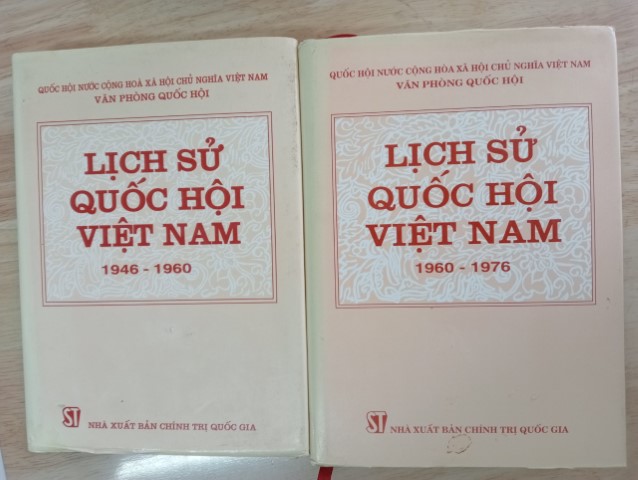 QUỐC HỘI NƯỚC CỘNG HOÀ XÃ HỘI CHỦ NGHĨA VIỆT NAM
VĂN PHÒNG QUỐC HỘI
LỊCH SỬ
QUỐC HỘI
VIỆT NAM
1946 - 1960
ST
NHÀ XUẤT BẢN CHÍNH TRỊ QUỐC GIA
QUỐC HỘI NƯỚC CỘNG HÒA XÃ HỘI CHỦ NGHĨA VIỆT NAM
VĂN PHÒNG QUỐC HỘI
LỊCH SỬ
QUỐC HỘI
VIỆT NAM
1960 - 1976
ST
NHÀ XUẤT BẢN CHÍNH TRỊ QUỐC GIA